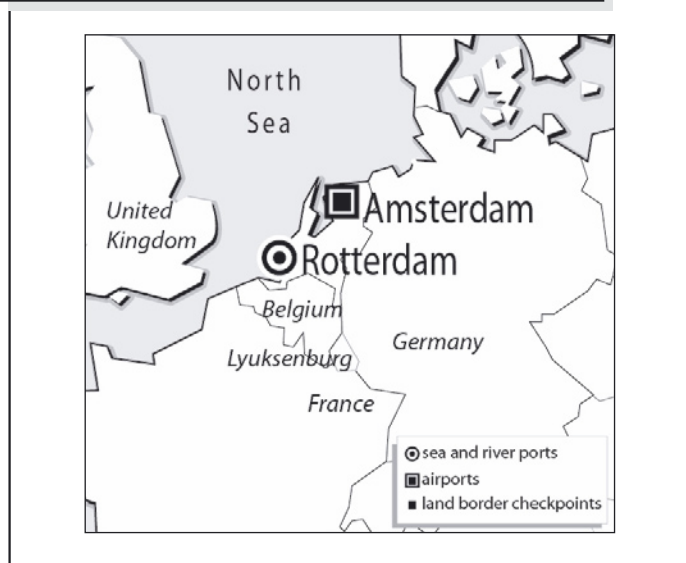 North
Sea
United
Kingdom
Amsterdam
Rotterdam
Belgium
Lyuksenburg
Germany
France
sea and river ports
airports
land border checkpoints